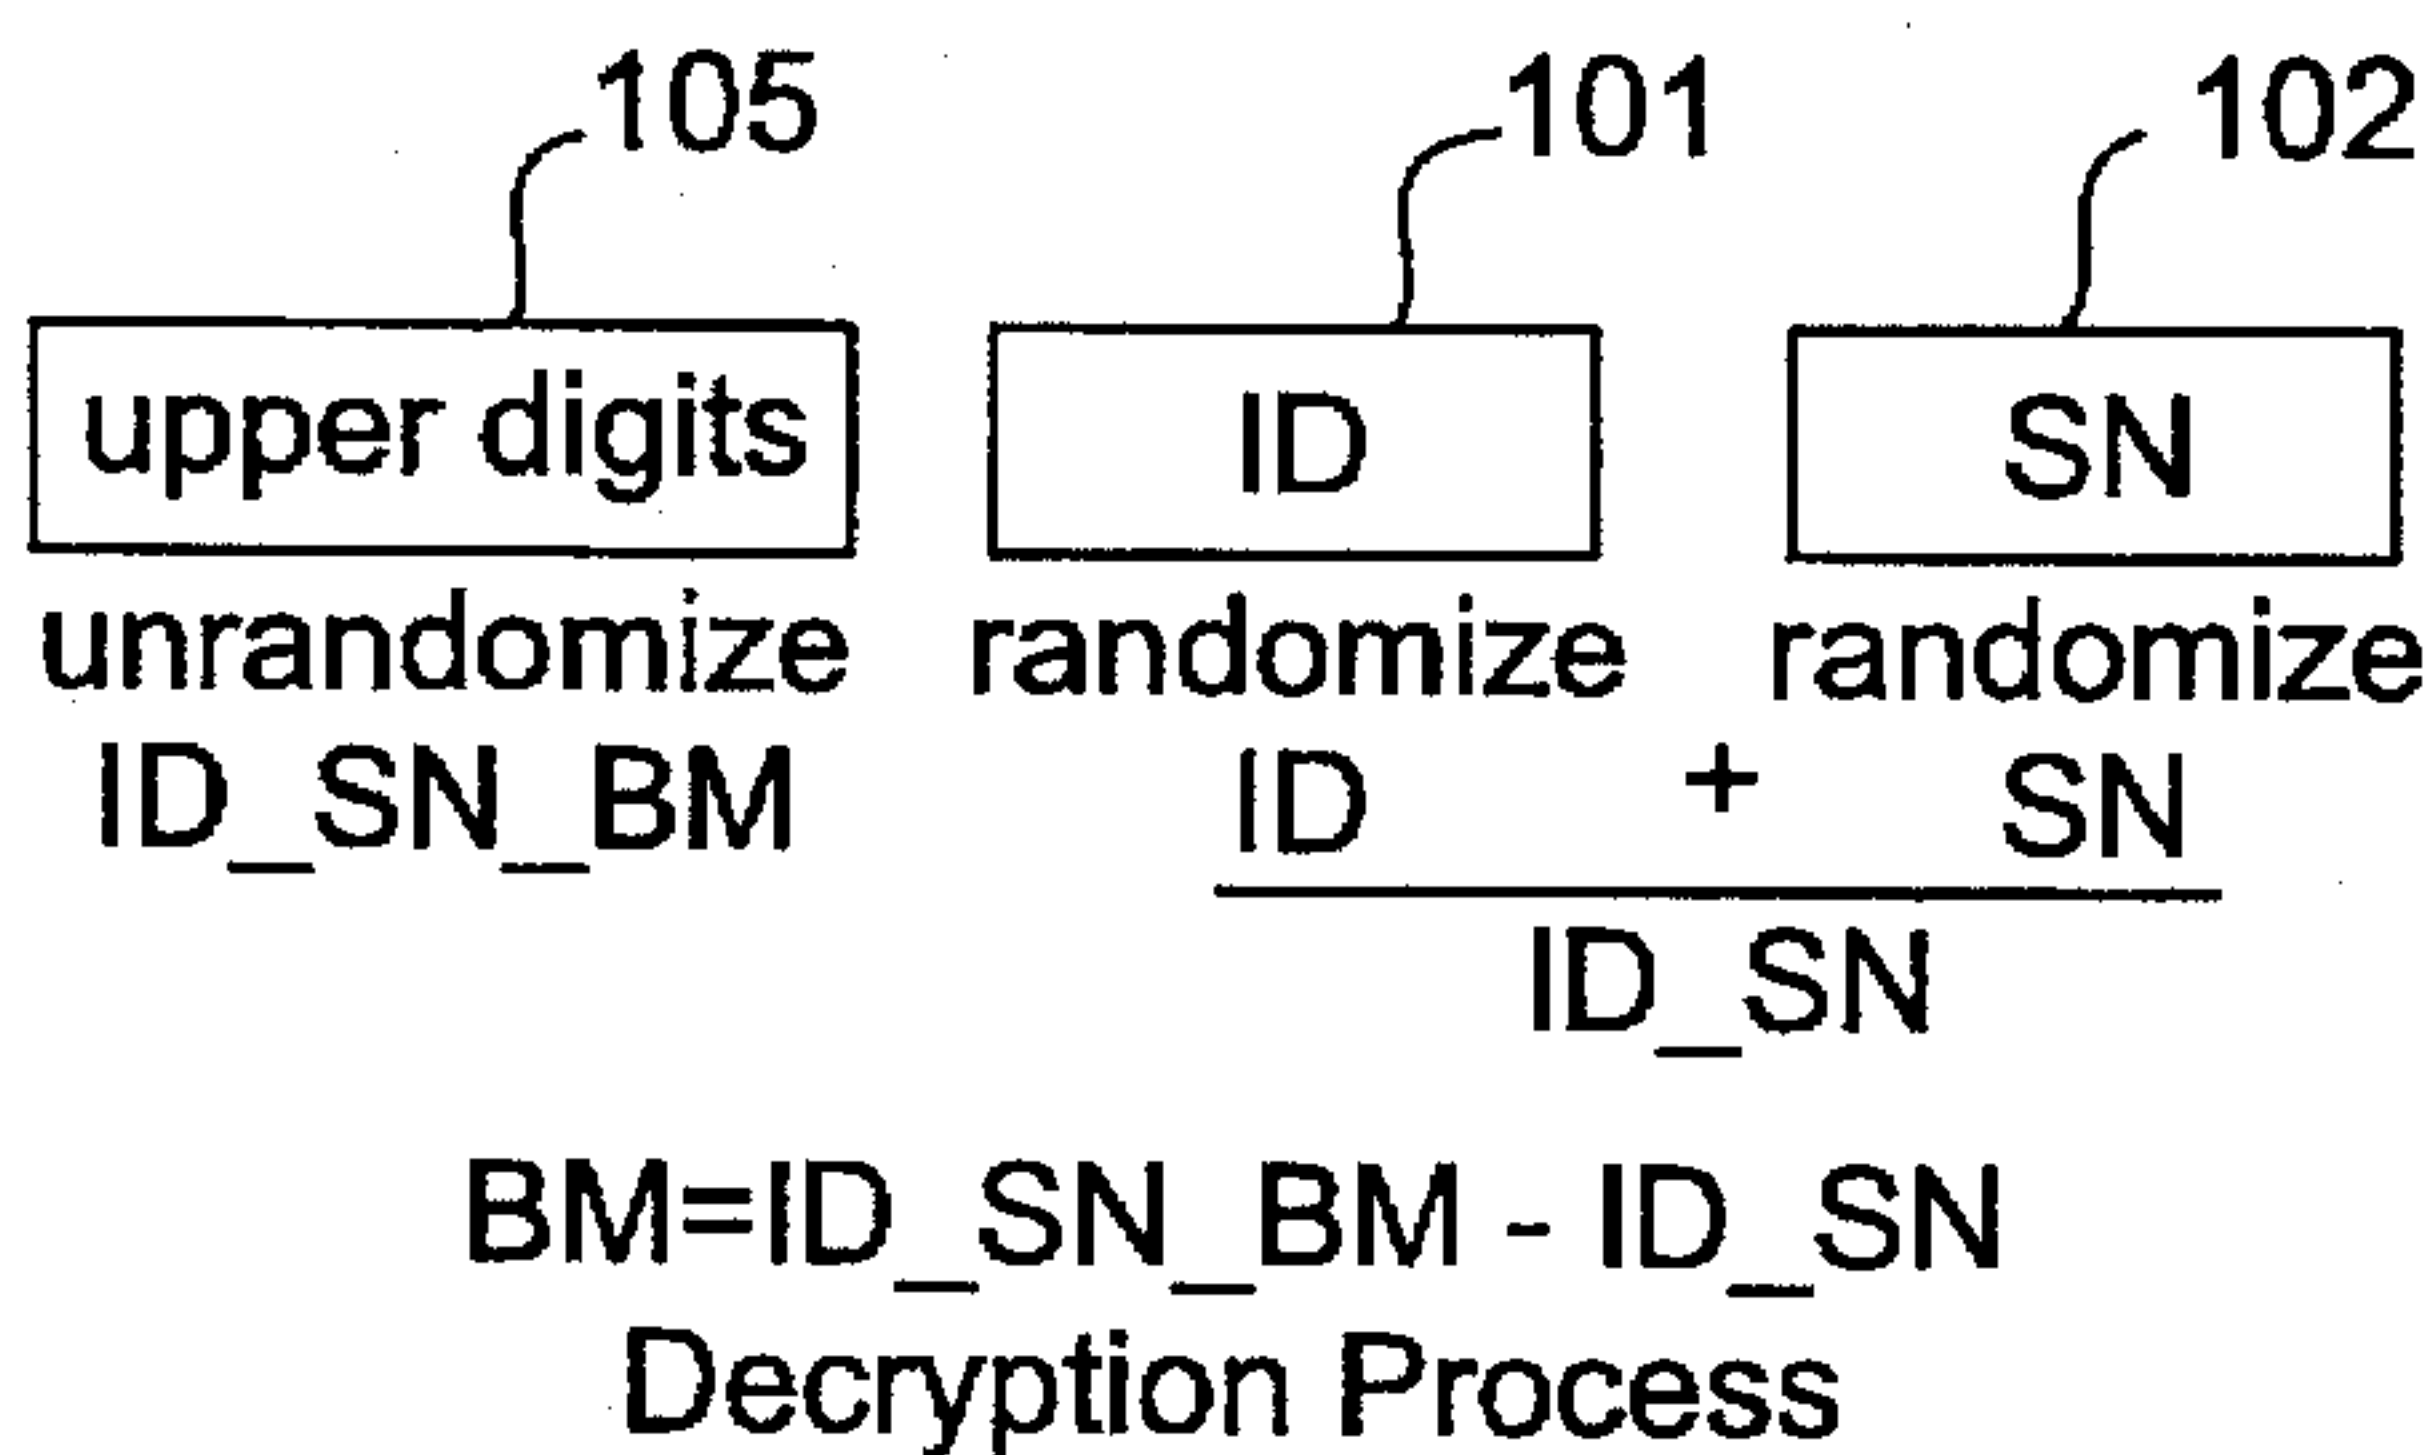 105 101 102
upper digits ID SN
unrandomize randomize randomize
ID_SN_BM ID + SN
ID_SN
BM=ID_SN_BM - ID_SN
Decryption Process